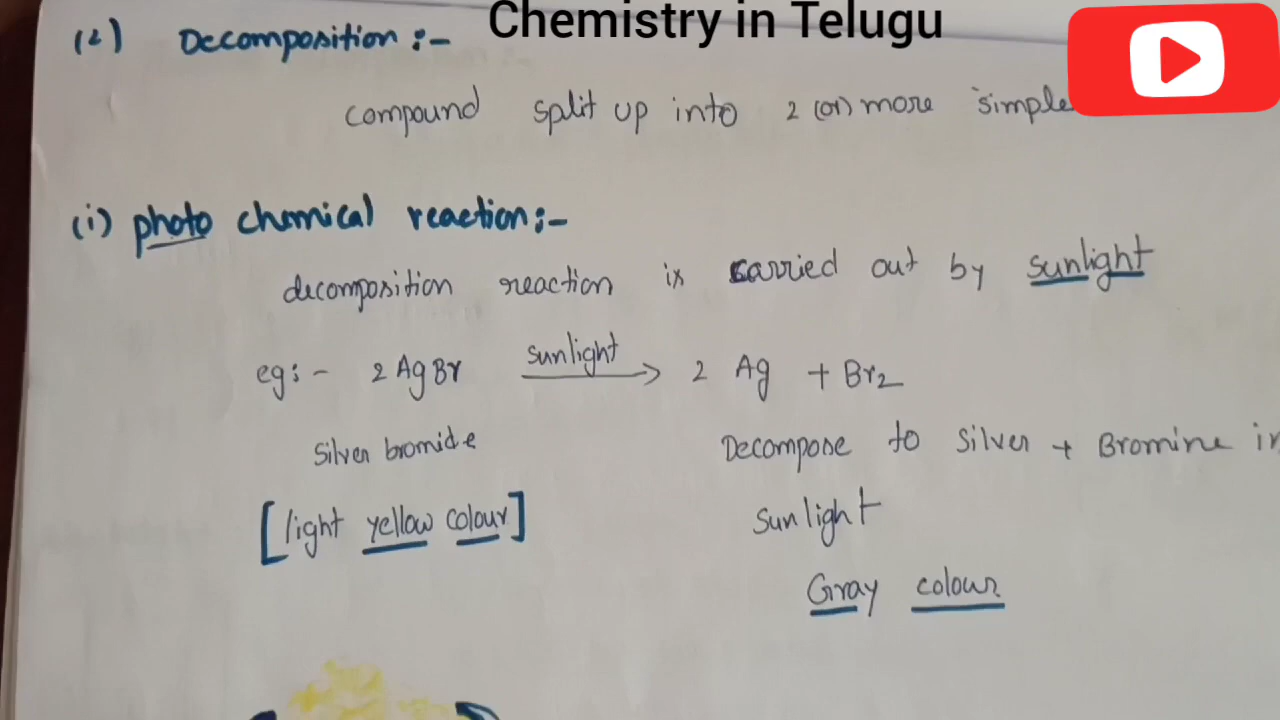 Chemistry in Telugu
(2) Decomposition :-
compound split up into 2 (or) more simple
(i) photo chemical reaction :-
decomposition reaction is carried out by sunlight
eg :- 2 AgBr sunlight → 2 Ag + Br2
Silver bromide
Decompose to silver + Bromine in
sunlight
[light yellow colour]
Gray colour